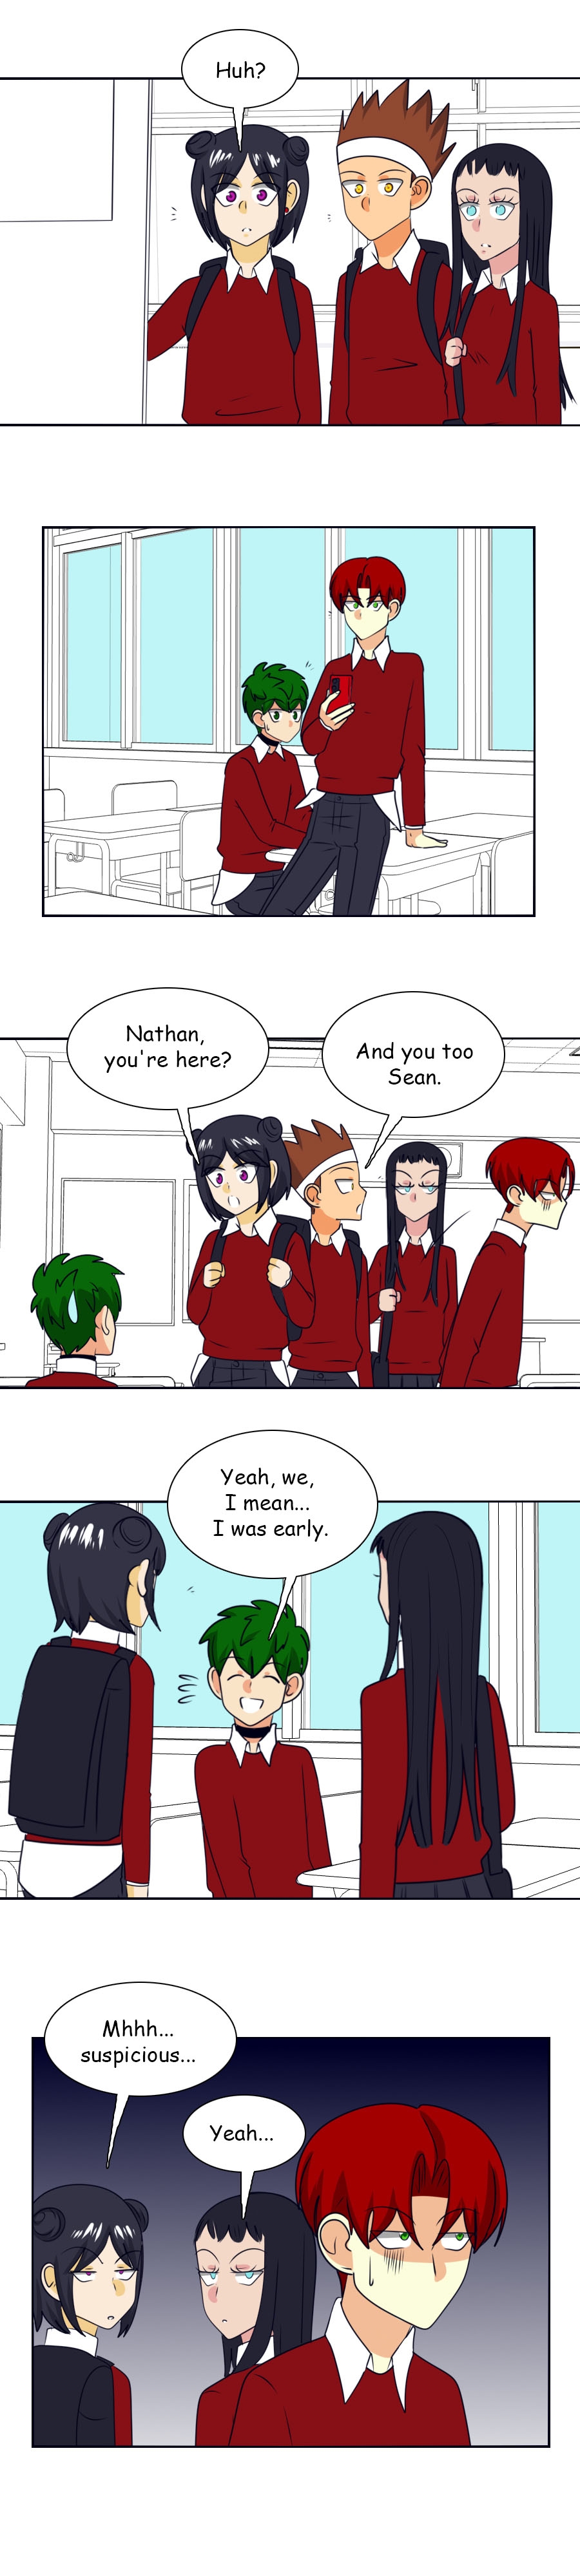 Huh?
Nathan,
you're here?
And you too
Sean.
Yeah, we,
I mean...
I was early.
Mhhh...
suspicious...
Yeah...